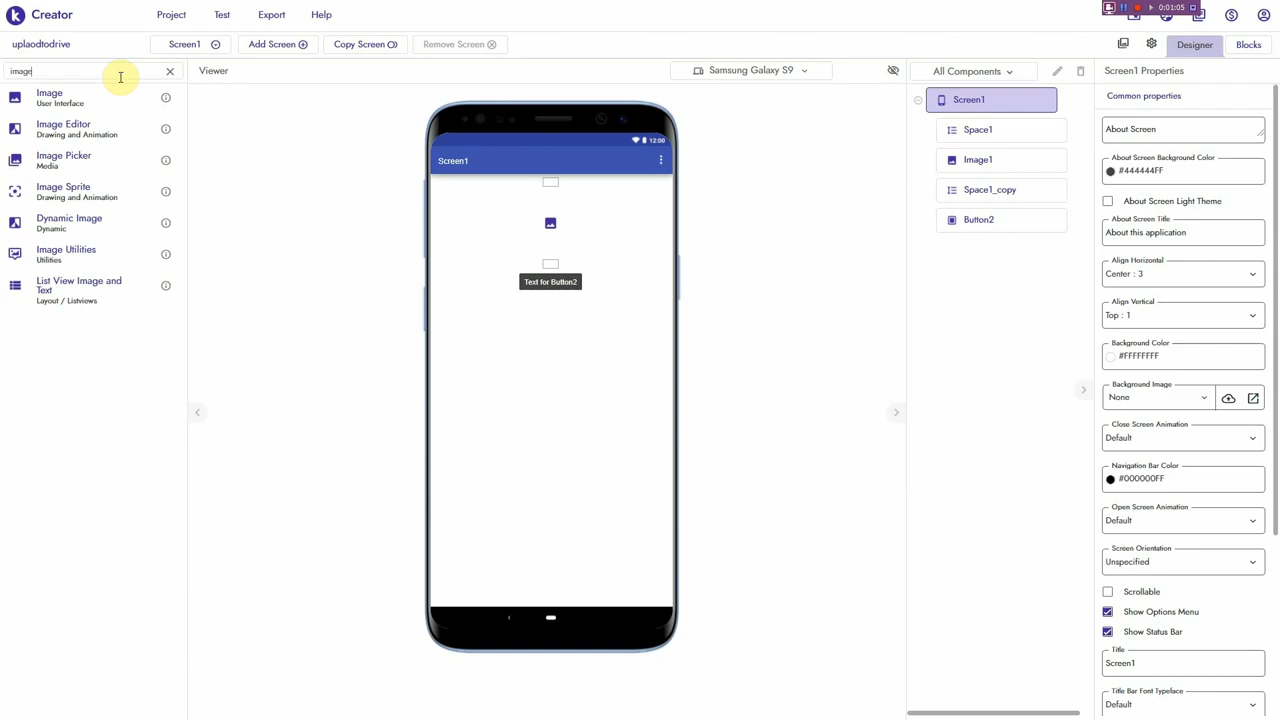 Creator
Project
Test
Export
Help
00:01:05
uplaodtodrive
Screen1
Add Screen
Copy Screen
Remove Screen
Designer
Blocks
image
Viewer
Samsung Galaxy S9
All Components
Screen1 Properties
Image
User Interface
Image Editor
Drawing and Animation
Image Picker
Media
Image Sprite
Drawing and Animation
Dynamic Image
Dynamic
Image Utilities
Utilities
List View Image and
Text
Layout / Listviews
12:00
Screen1
Text for Button2
Screen1
Space1
Image1
Space1_copy
Button2
Common properties
About Screen
About Screen Background Color
#444444FF
About Screen Light Theme
About Screen Title
About this application
Align Horizontal
Center : 3
Align Vertical
Top : 1
Background Color
#FFFFFFFF
Background Image
None
Close Screen Animation
Default
Navigation Bar Color
#000000FF
Open Screen Animation
Default
Screen Orientation
Unspecified
Scrollable
Show Options Menu
Show Status Bar
Title
Screen1
Title Bar Font Typeface
Default